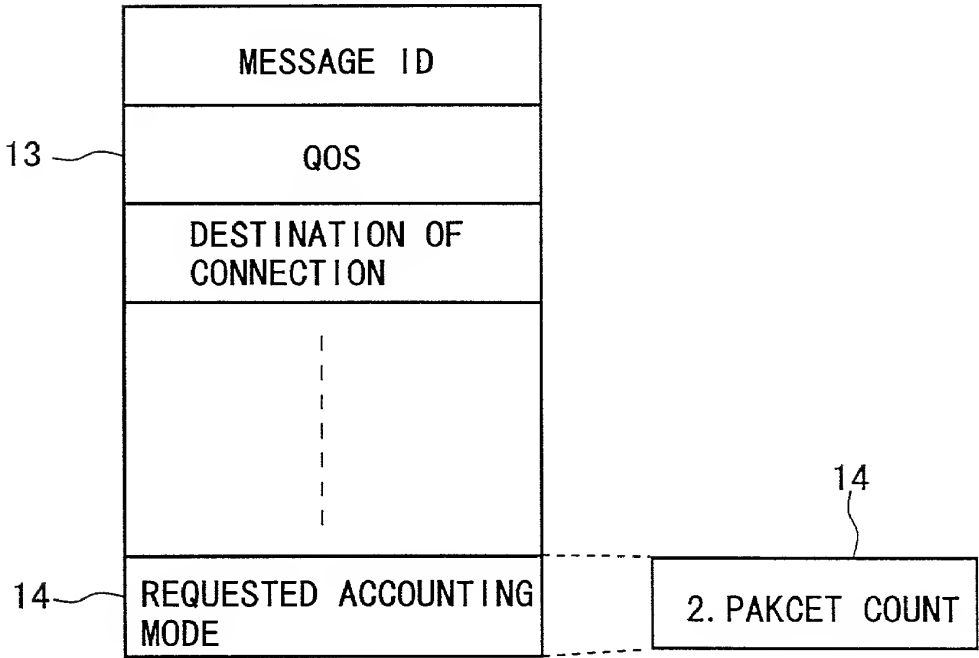 MESSAGE ID
13
QOS
DESTINATION OF
CONNECTION
14
14
REQUESTED ACCOUNTING
MODE
2. PAKCET COUNT